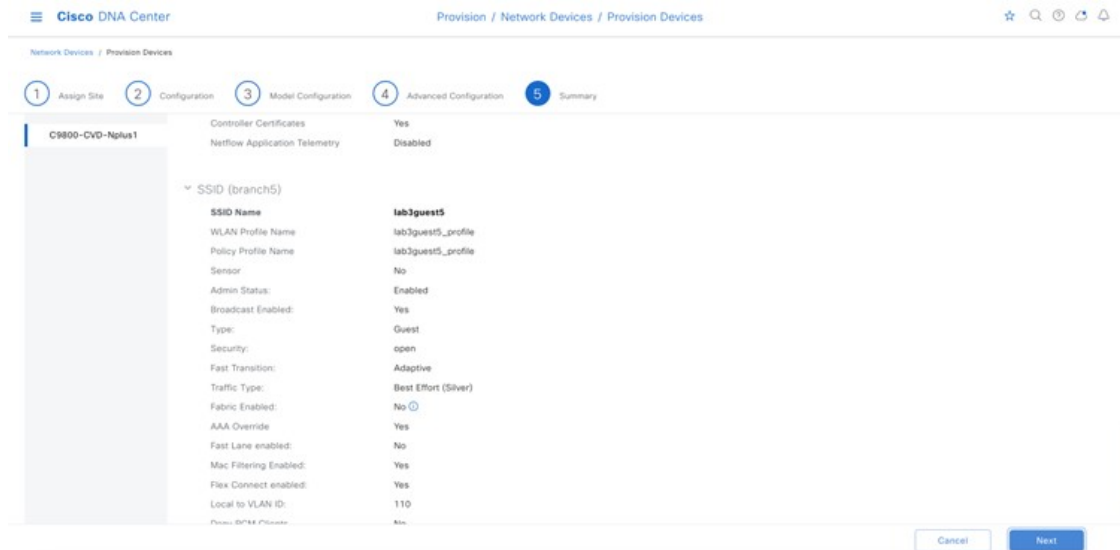 Cisco DNA Center
Provision / Network Devices / Provision Devices
Network Devices / Provision Devices
1 Assign Site 2 Configuration 3 Model Configuration 4 Advanced Configuration 5 Summary
C9800-CVD-Nplus1
Controller Certificates Yes
Netflow Application Telemetry Disabled
SSID (branch5)
SSID Name lab3guest5
WLAN Profile Name lab3guest5_profile
Policy Profile Name lab3guest5_profile
Sensor No
Admin Status: Enabled
Broadcast Enabled: Yes
Type: Guest
Security: open
Fast Transition: Adaptive
Traffic Type: Best Effort (Silver)
Fabric Enabled: No
AAA Override Yes
Fast Lane enabled: No
Mac Filtering Enabled: Yes
Flex Connect enabled: Yes
Local to VLAN ID: 110
Deny RCM Clients No
Cancel Next